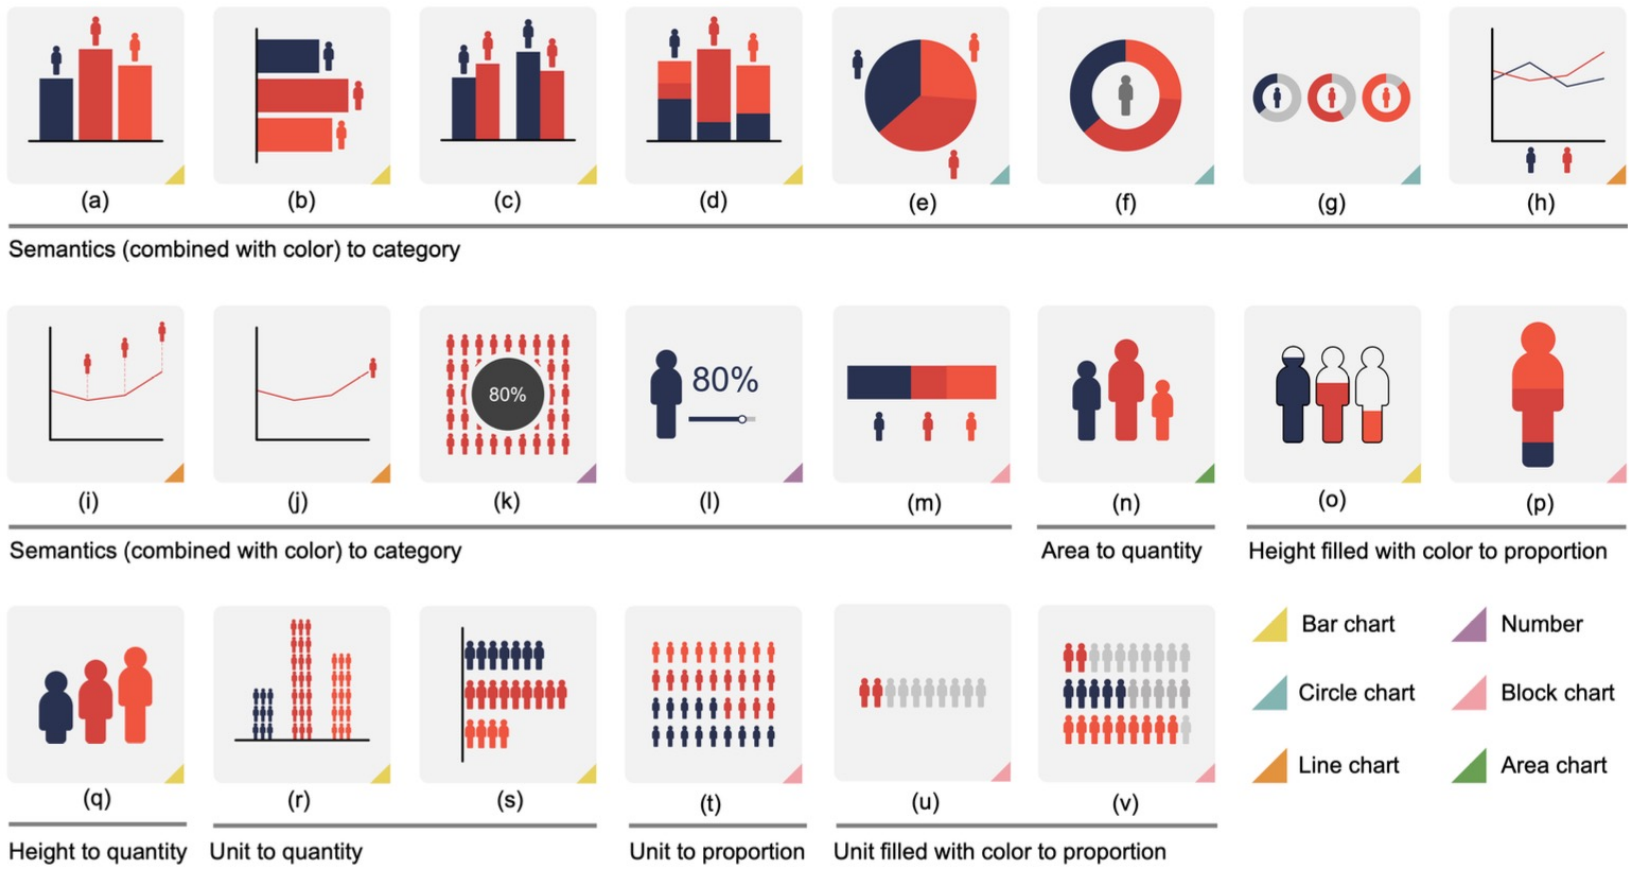 (a) (b) (c) (d) (e) (f) (g) (h)
Semantics (combined with color) to category
80%
80%
(i) (j) (k) (l) (m) (n) (o) (p)
Semantics (combined with color) to category
Area to quantity
Height filled with color to proportion
Bar chart
Number
Circle chart
Block chart
Line chart
Area chart
(q) (r) (s) (t) (u) (v)
Height to quantity
Unit to quantity
Unit to proportion
Unit filled with color to proportion